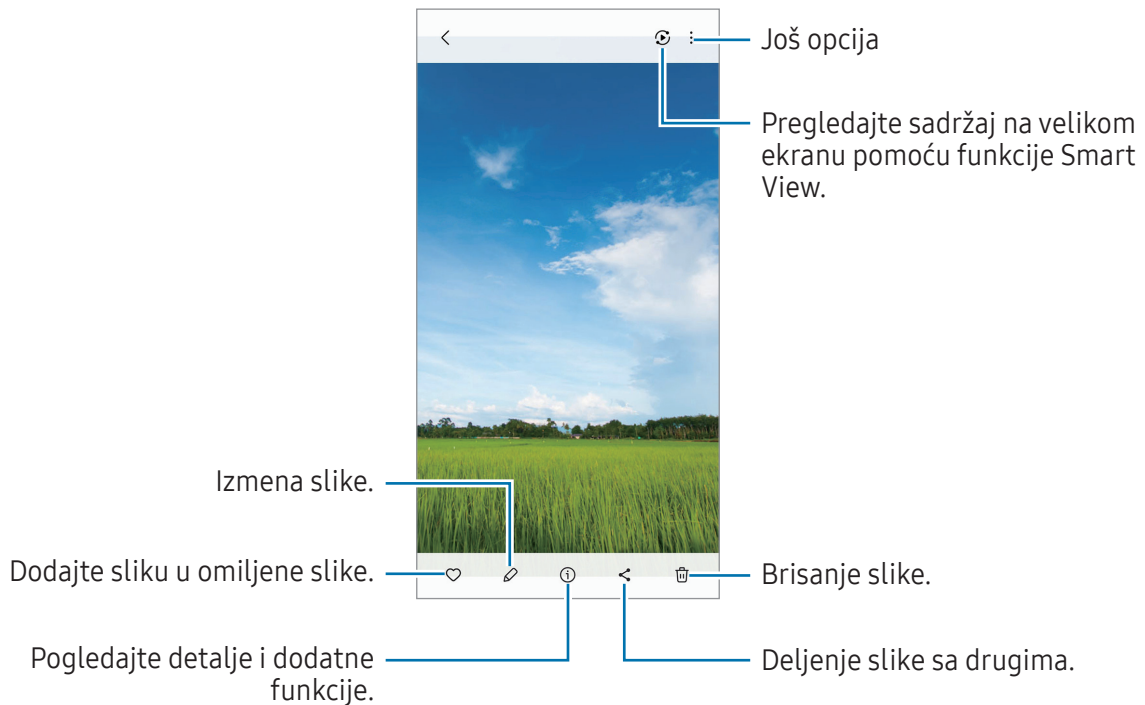 Još opcija
Pregledajte sadržaj na velikom
ekranu pomoću funkcije Smart
View.
Izmena slike.
Dodajte sliku u omiljene slike.
Brisanje slike.
Pogledajte detalje i dodatne
funkcije.
Deljenje slike sa drugima.